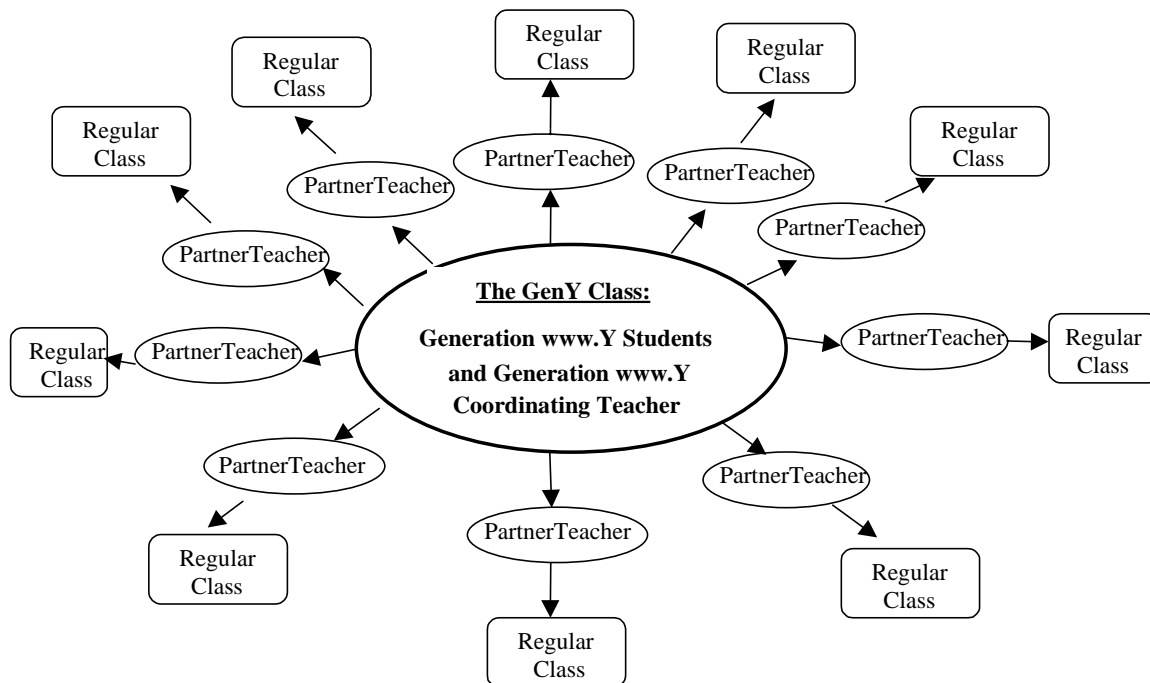 Regular
Class
Regular
Class
Regular
Class
Regular
Class
Regular
Class
PartnerTeacher
PartnerTeacher
PartnerTeacher
PartnerTeacher
PartnerTeacher
The GenY Class:
Generation www.Y Students
and Generation www.Y
Coordinating Teacher
Regular
Class
PartnerTeacher
PartnerTeacher
Regular
Class
PartnerTeacher
PartnerTeacher
PartnerTeacher
Regular
Class
Regular
Class
Regular
Class